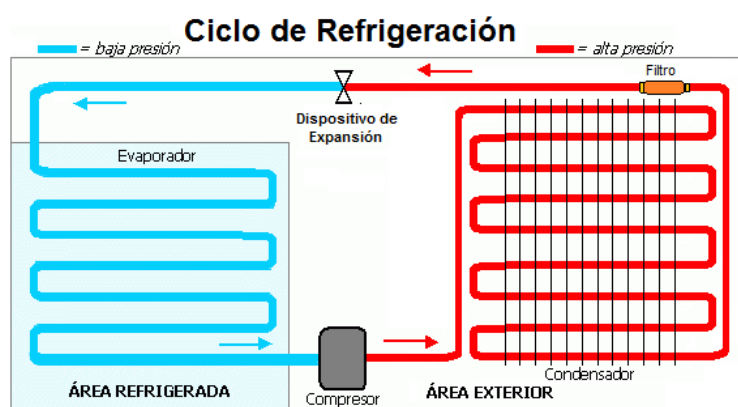 Ciclo de Refrigeración
= baja presión
= alta presión
Filtro
Dispositivo de
Expansión
Evaporador
Condensador
ÁREA REFRIGERADA
Compresor
ÁREA EXTERIOR